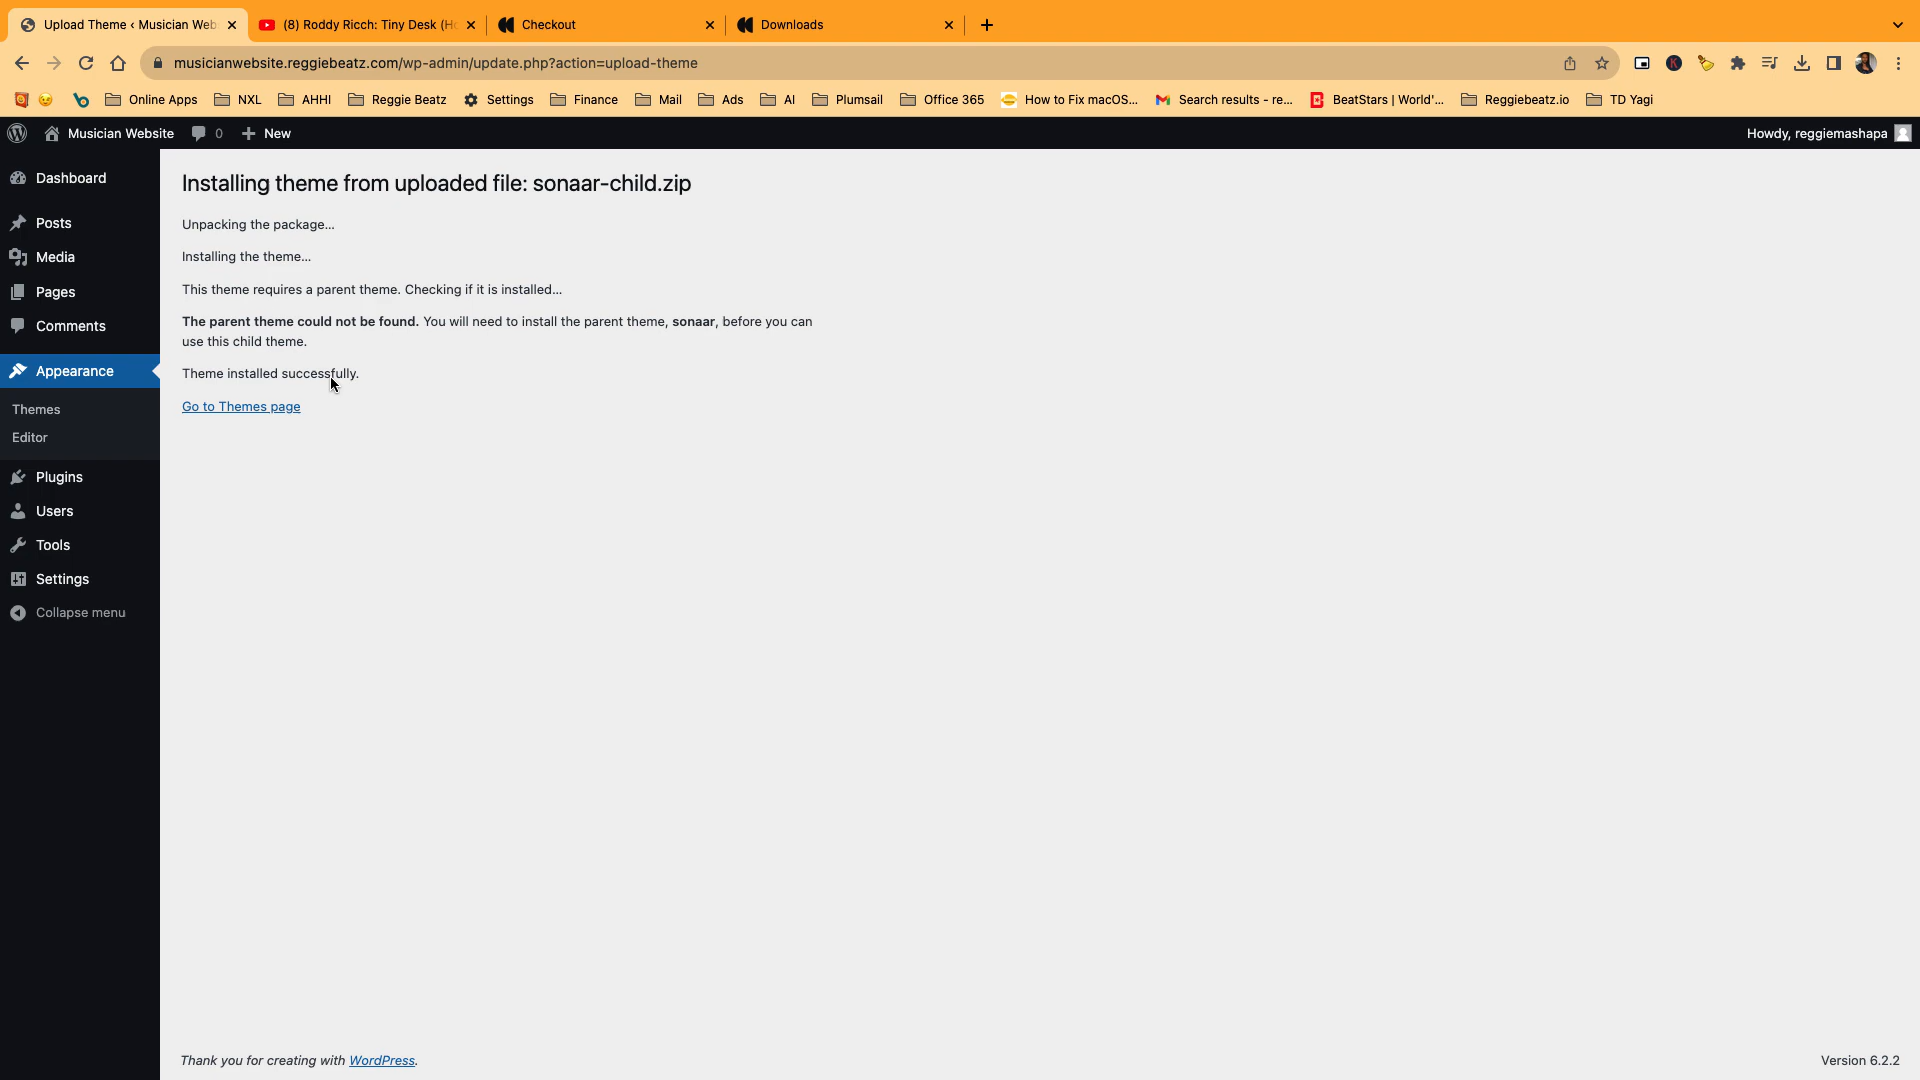 Upload Theme ‹ Musician Web
(8) Roddy Ricch: Tiny Desk (H
Checkout
Downloads
musicianwebsite.reggiebeatz.com/wp-admin/update.php?action=upload-theme
Online Apps
NXL
AHHI
Reggie Beatz
Settings
Finance
Mail
Ads
AI
Plumsail
Office 365
How to Fix macOS...
Search results - re...
BeatStars | World'...
Reggiebeatz.io
TD Yagi
Musician Website
0
New
Howdy, reggiemashapa
Dashboard
Posts
Media
Pages
Comments
Appearance
Themes
Editor
Plugins
Users
Tools
Settings
Collapse menu
Installing theme from uploaded file: sonaar-child.zip
Unpacking the package…
Installing the theme…
This theme requires a parent theme. Checking if it is installed…
The parent theme could not be found. You will need to install the parent theme, sonaar, before you can
use this child theme.
Theme installed successfully.
Go to Themes page
Thank you for creating with WordPress.
Version 6.2.2